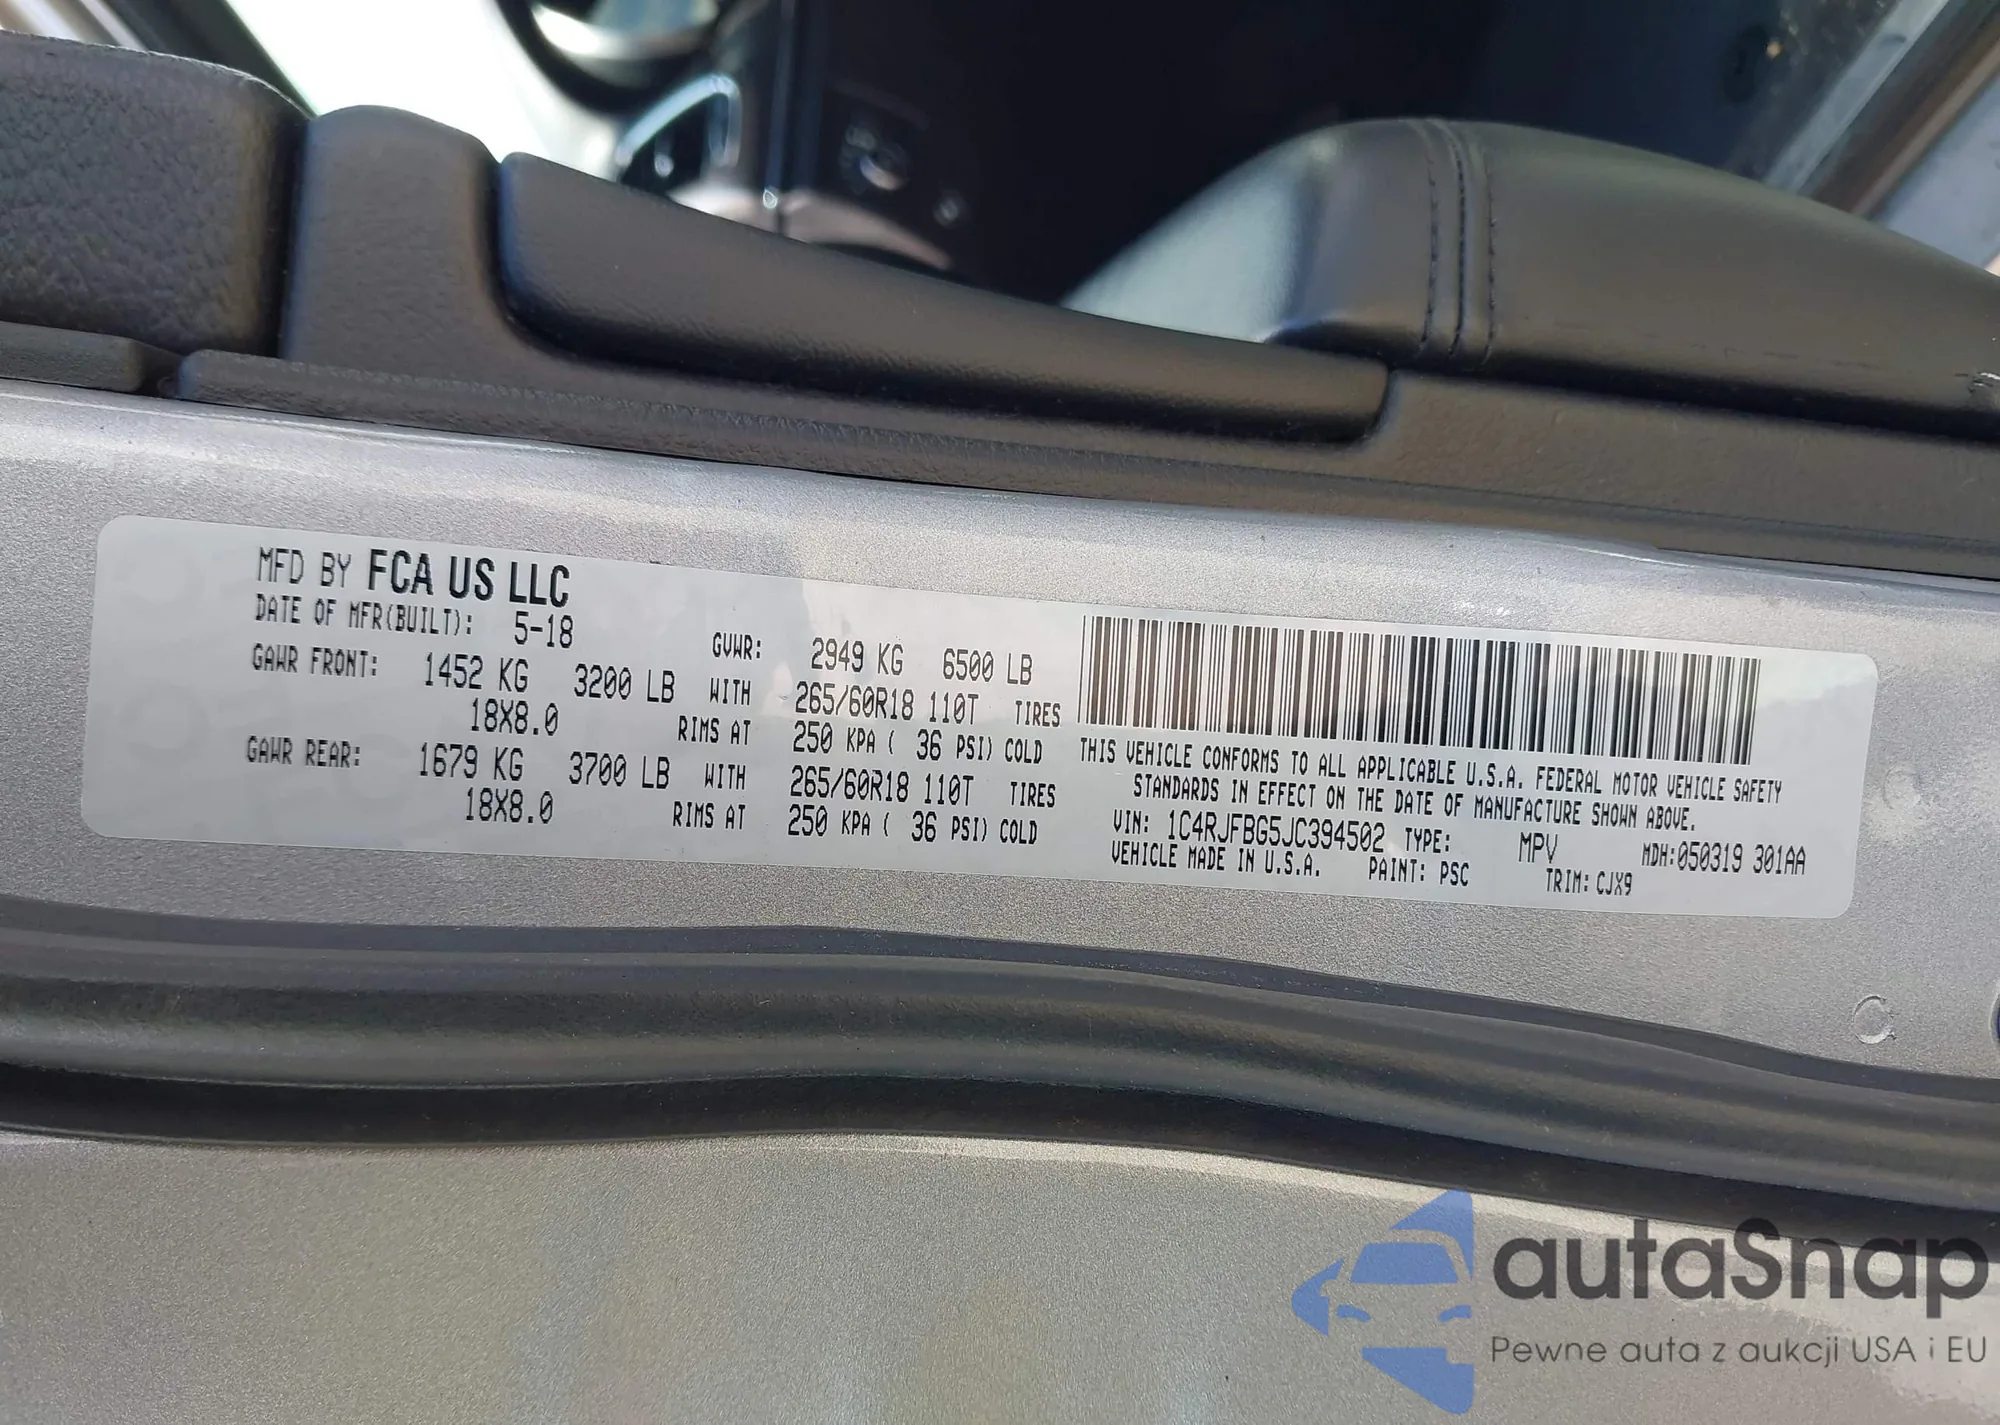 MFD BY FCA US LLC
DATE OF MFR(BUILT): 5-18 GVWR: 2949 KG 6500 LB
GAWR FRONT: 1452 KG 3200 LB WITH 265/60R18 110T TIRES
18X8.0 RIMS AT 250 KPA ( 36 PSI) COLD
GAWR REAR: 1679 KG 3700 LB WITH 265/60R18 110T TIRES
18X8.0 RIMS AT 250 KPA ( 36 PSI) COLD
THIS VEHICLE CONFORMS TO ALL APPLICABLE U.S.A. FEDERAL MOTOR VEHICLE SAFETY
STANDARDS IN EFFECT ON THE DATE OF MANUFACTURE SHOWN ABOVE.
VIN: 1C4RJFBG5JC394502 TYPE: MPV MDH:050319 301AA
VEHICLE MADE IN U.S.A. PAINT: PSC TRIM: CJX9
autaSnap
Pewne auta z aukcji USA i EU